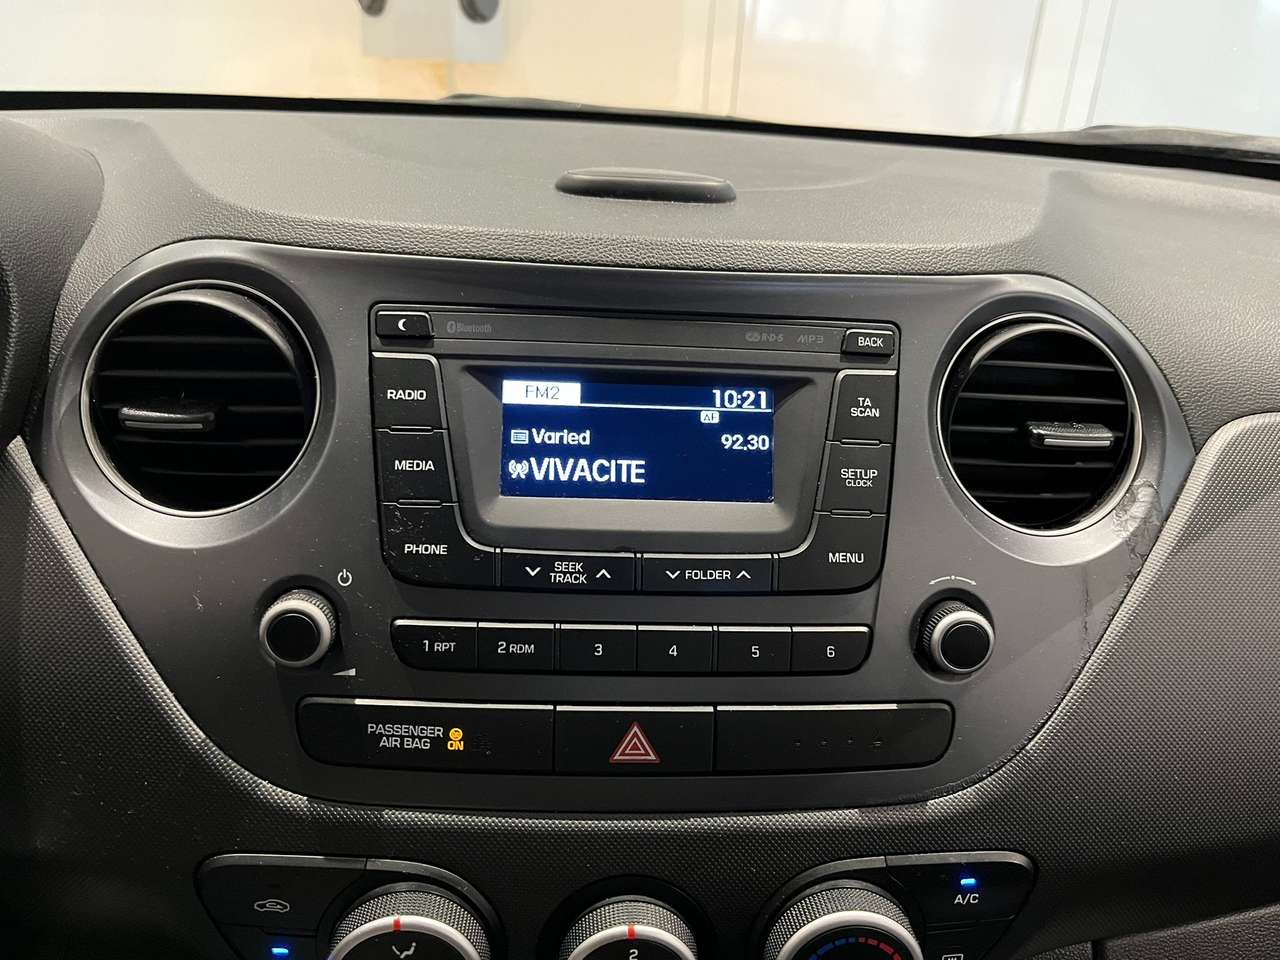 Bluetooth
R·D·S
MP3
BACK
RADIO
MEDIA
PHONE
FM2
10:21
AF
Varied
92.30
VIVACITE
TA
SCAN
SETUP
CLOCK
MENU
SEEK
TRACK
FOLDER
1 RPT
2 RDM
3
4
5
6
PASSENGER
AIR BAG
ON
A/C
2